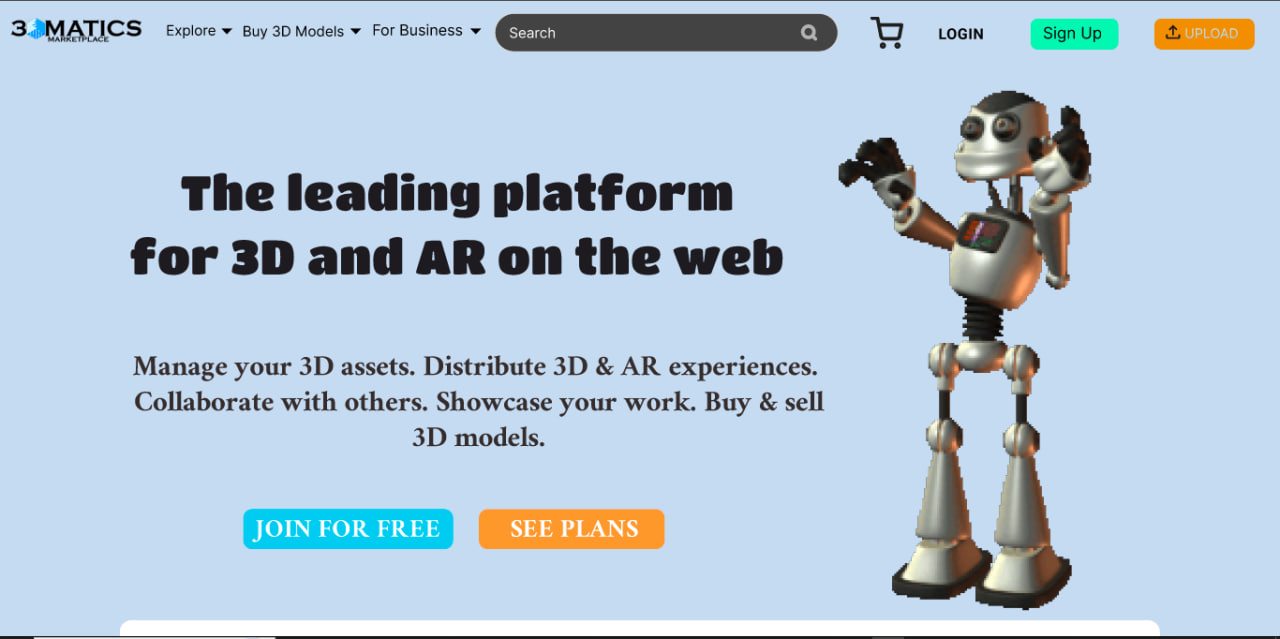 3DMATICS
MARKETPLACE
Explore
Buy 3D Models
For Business
Search
LOGIN
Sign Up
UPLOAD
The leading platform
for 3D and AR on the web
Manage your 3D assets. Distribute 3D & AR experiences.
Collaborate with others. Showcase your work. Buy & sell
3D models.
JOIN FOR FREE
SEE PLANS